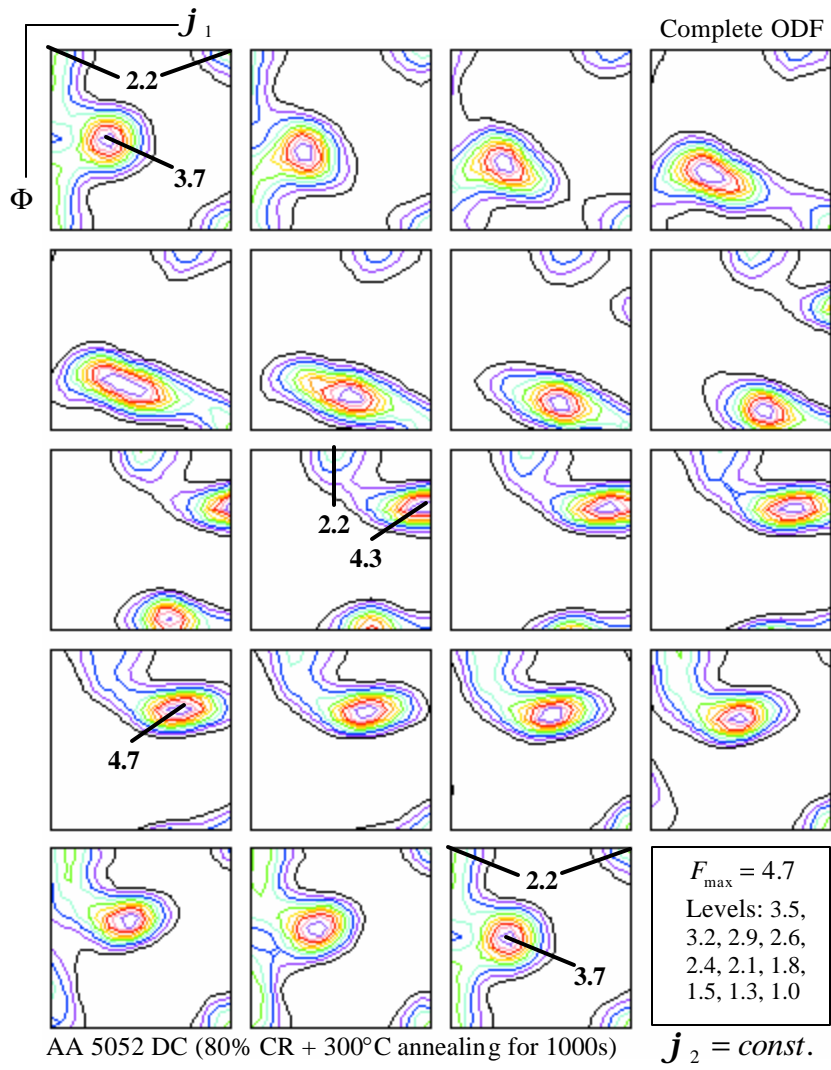 j 1
Complete ODF
2.2
3.7
Φ
2.2
4.3
4.7
2.2
3.7
F max = 4.7
Levels: 3.5,
3.2, 2.9, 2.6,
2.4, 2.1, 1.8,
1.5, 1.3, 1.0
AA 5052 DC (80% CR + 300°C annealing for 1000s)
j 2 = const.